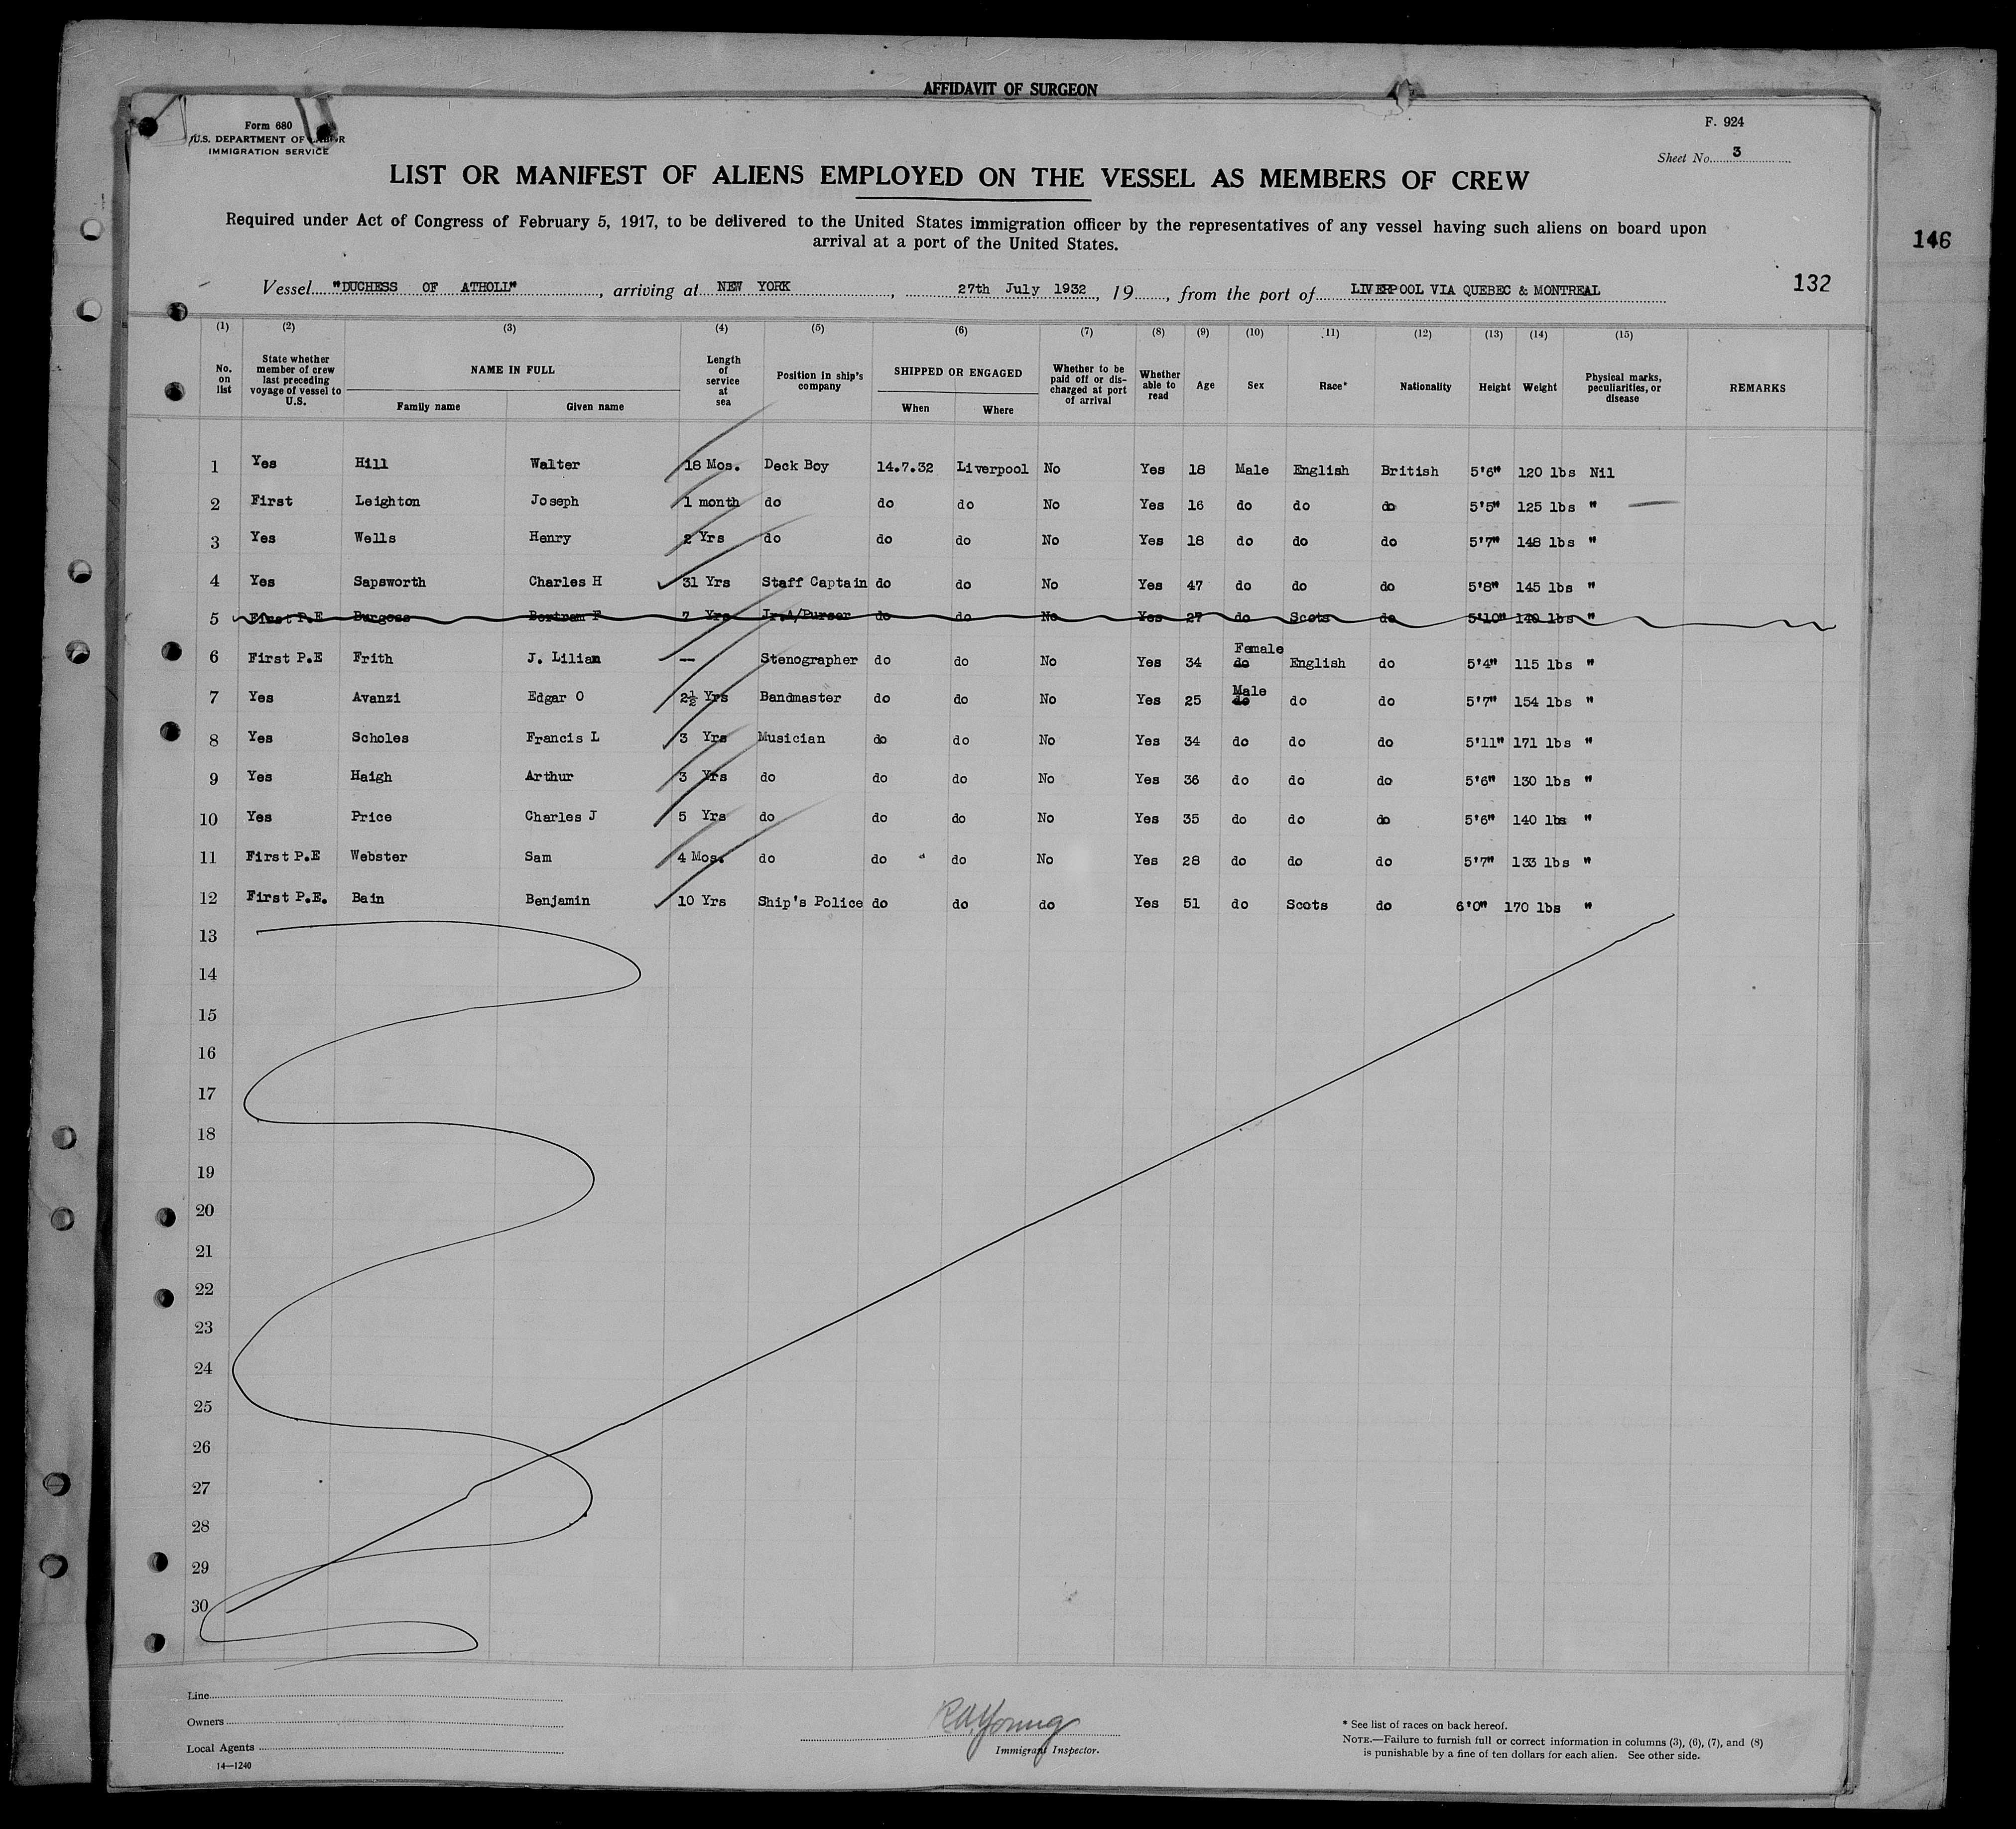 AFFIDAVIT OF SURGEON
Form 680
U.S. DEPARTMENT OF LABOR
IMMIGRATION SERVICE
F. 924
Sheet No. 3
LIST OR MANIFEST OF ALIENS EMPLOYED ON THE VESSEL AS MEMBERS OF CREW
Required under Act of Congress of February 5, 1917, to be delivered to the United States immigration officer by the representatives of any vessel having such aliens on board upon
arrival at a port of the United States.
146
132
Vessel "DUCHESS OF ATHOLL", arriving at NEW YORK, 27th July 1932, 19, from the port of LIVERPOOL VIA QUEBEC & MONTREAL
(1) (2) (3) (4) (5) (6) (7) (8) (9) (10) (11) (12) (13) (14) (15)
No. on list
State whether member of crew last preceding voyage of vessel to U.S.
NAME IN FULL
Family name Given name
Length of service at sea
Position in ship's company
SHIPPED OR ENGAGED
When Where
Whether to be paid off or discharged at port of arrival
Whether able to read
Age
Sex
Race*
Nationality
Height
Weight
Physical marks, peculiarities, or disease
REMARKS
1 Yes Hill Walter 18 Mos. Deck Boy 14.7.32 Liverpool No Yes 18 Male English British 5'6" 120 lbs Nil
2 First Leighton Joseph 1 month do do do No Yes 16 do do do 5'5" 125 lbs "
3 Yes Wells Henry 2 Yrs do do do No Yes 18 do do do 5'7" 148 lbs "
4 Yes Sapsworth Charles H 31 Yrs Staff Captain do do No Yes 47 do do do 5'8" 145 lbs "
5 First P.E Burgess Bertram F 7 Yrs Jr.A/Purser do do No Yes 27 do Scots do 5'10" 140 lbs "
6 First P.E Frith J. Lilian -- Stenographer do do No Yes 34 Female do English do 5'4" 115 lbs "
7 Yes Avanzi Edgar O 2½ Yrs Bandmaster do do No Yes 25 Male do do do 5'7" 154 lbs "
8 Yes Scholes Francis L 3 Yrs Musician do do No Yes 34 do do do 5'11" 171 lbs "
9 Yes Haigh Arthur 3 Yrs do do do No Yes 36 do do do 5'6" 130 lbs "
10 Yes Price Charles J 5 Yrs do do do No Yes 35 do do do 5'6" 140 lbs "
11 First P.E Webster Sam 4 Mos. do do do No Yes 28 do do do 5'7" 133 lbs "
12 First P.E. Bain Benjamin 10 Yrs Ship's Police do do do Yes 51 do Scots do 6'0" 170 lbs "
13
14
15
16
17
18
19
20
21
22
23
24
25
26
27
28
29
30
Line
Owners
Local Agents
14—1240
R.A. Young
Immigrant Inspector.
* See list of races on back hereof.
NOTE.—Failure to furnish full or correct information in columns (3), (6), (7), and (8)
is punishable by a fine of ten dollars for each alien. See other side.